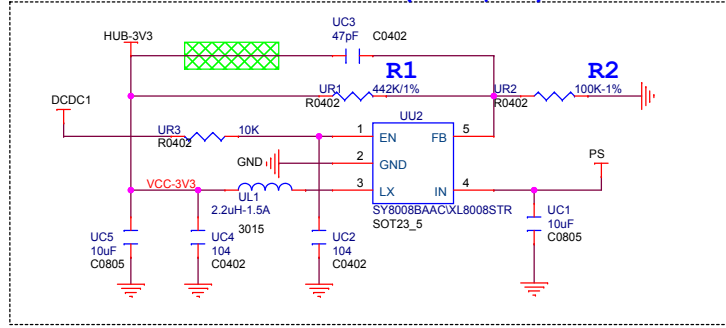 HUB-3V3
UC3
47pF
C0402
R1
R2
UR1
442K/1%
R0402
UR2
100K-1%
R0402
DCDC1
UU2
UR3
10K
R0402
1
EN
FB
5
GND
2
GND
PS
VCC-3V3
3
LX
IN
4
UL1
2.2uH-1.5A
3015
SY8008BAAC\XL8008STR
SOT23_5
UC5
10uF
C0805
UC4
104
C0402
UC2
104
C0402
UC1
10uF
C0805